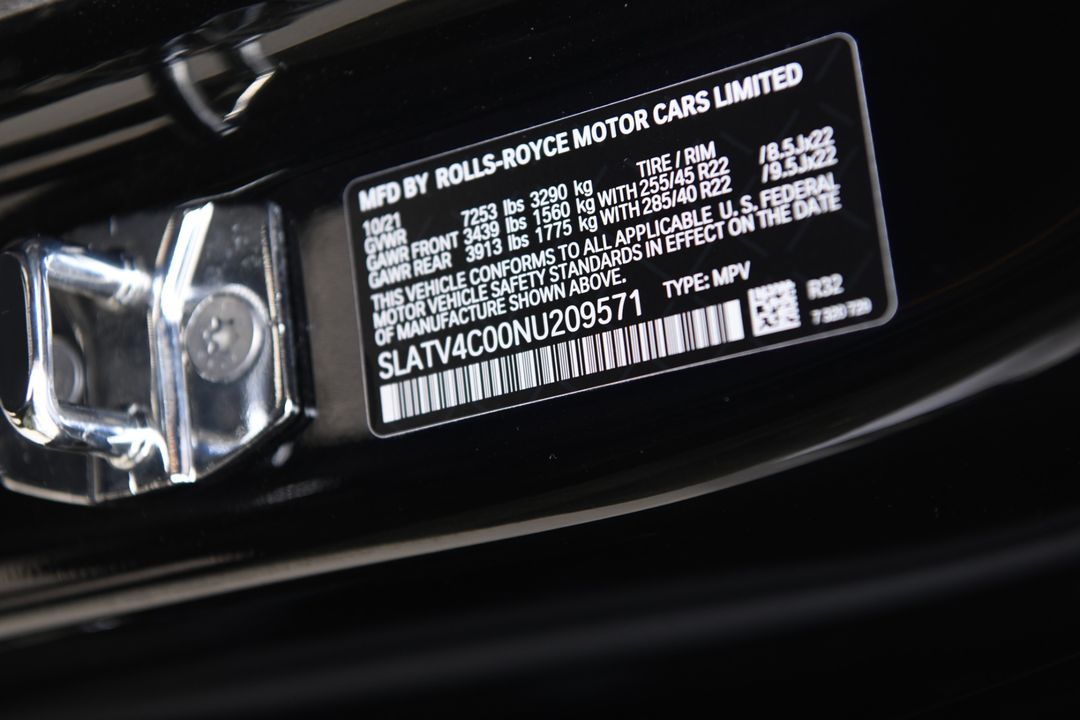 MFD BY ROLLS-ROYCE MOTOR CARS LIMITED
10/21 TIRE / RIM
GVWR 7253 lbs 3290 kg
GAWR FRONT 3439 lbs 1560 kg WITH 255/45 R22 /8.5Jx22
GAWR REAR 3913 lbs 1775 kg WITH 285/40 R22 /9.5Jx22
THIS VEHICLE CONFORMS TO ALL APPLICABLE U. S. FEDERAL
MOTOR VEHICLE SAFETY STANDARDS IN EFFECT ON THE DATE
OF MANUFACTURE SHOWN ABOVE.
TYPE: MPV
SLATV4C00NU209571
R32